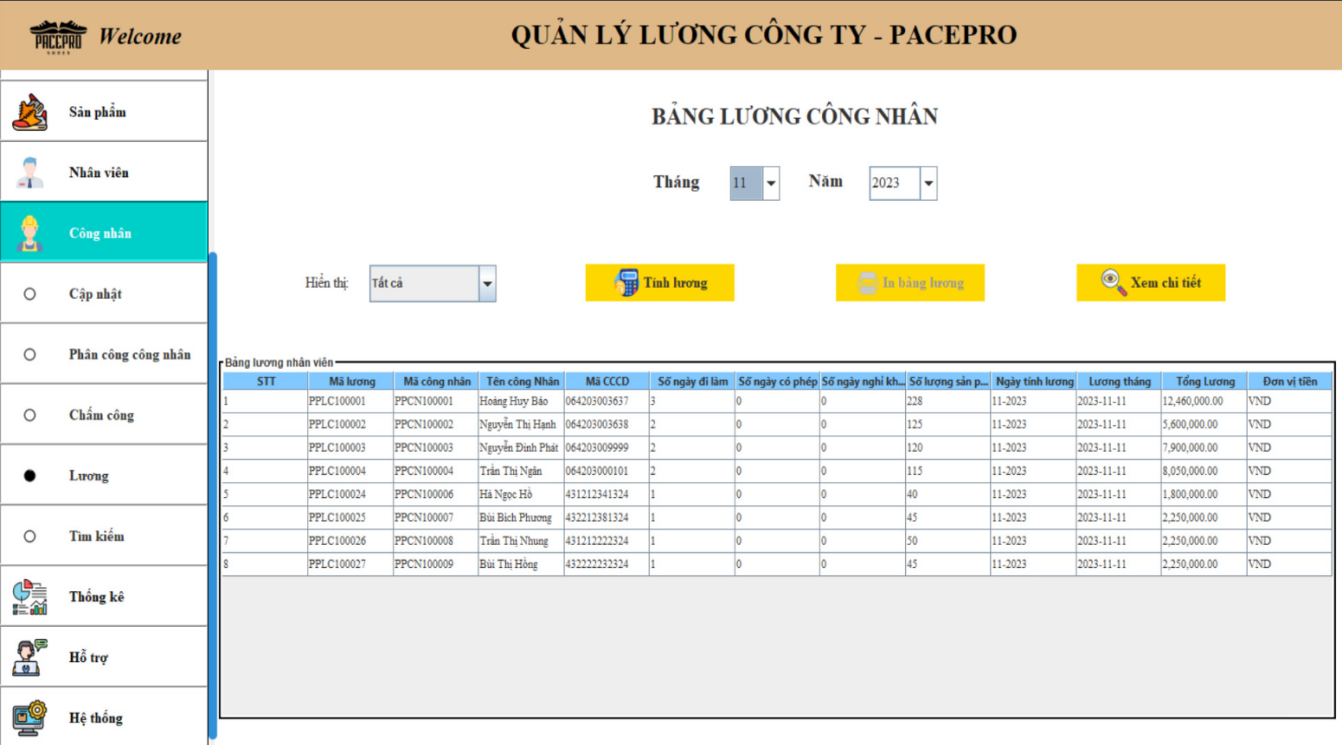 PACEPRO
SHOES
Welcome
QUẢN LÝ LƯƠNG CÔNG TY - PACEPRO
Sản phẩm
Nhân viên
Công nhân
Cập nhật
Phân công công nhân
Chấm công
Lương
Tìm kiếm
Thống kê
Hỗ trợ
Hệ thống
BẢNG LƯƠNG CÔNG NHÂN
Tháng 11 Năm 2023
Hiển thị: Tất cả Tính lương In bảng lương Xem chi tiết
Bảng lương nhân viên
STT Mã lương Mã công nhân Tên công Nhân Mã CCCD Số ngày đi làm Số ngày có phép Số ngày nghỉ kh... Số lượng sản p... Ngày tính lương Lương tháng Tổng Lương Đơn vị tiền
1 PPLC100001 PPCN100001 Hoàng Huy Bảo 064203003637 3 0 0 228 11-2023 2023-11-11 12,460,000.00 VND
2 PPLC100002 PPCN100002 Nguyễn Thị Hạnh 064203003638 2 0 0 125 11-2023 2023-11-11 5,600,000.00 VND
3 PPLC100003 PPCN100003 Nguyễn Đình Phát 064203009999 2 0 0 120 11-2023 2023-11-11 7,900,000.00 VND
4 PPLC100004 PPCN100004 Trần Thị Ngân 064203000101 2 0 0 115 11-2023 2023-11-11 8,050,000.00 VND
5 PPLC100024 PPCN100006 Hà Ngọc Hồ 431212341324 1 0 0 40 11-2023 2023-11-11 1,800,000.00 VND
6 PPLC100025 PPCN100007 Bùi Bích Phương 432212381324 1 0 0 45 11-2023 2023-11-11 2,250,000.00 VND
7 PPLC100026 PPCN100008 Trần Thị Nhung 431212222324 1 0 0 50 11-2023 2023-11-11 2,250,000.00 VND
8 PPLC100027 PPCN100009 Bùi Thị Hồng 432222232324 1 0 0 45 11-2023 2023-11-11 2,250,000.00 VND